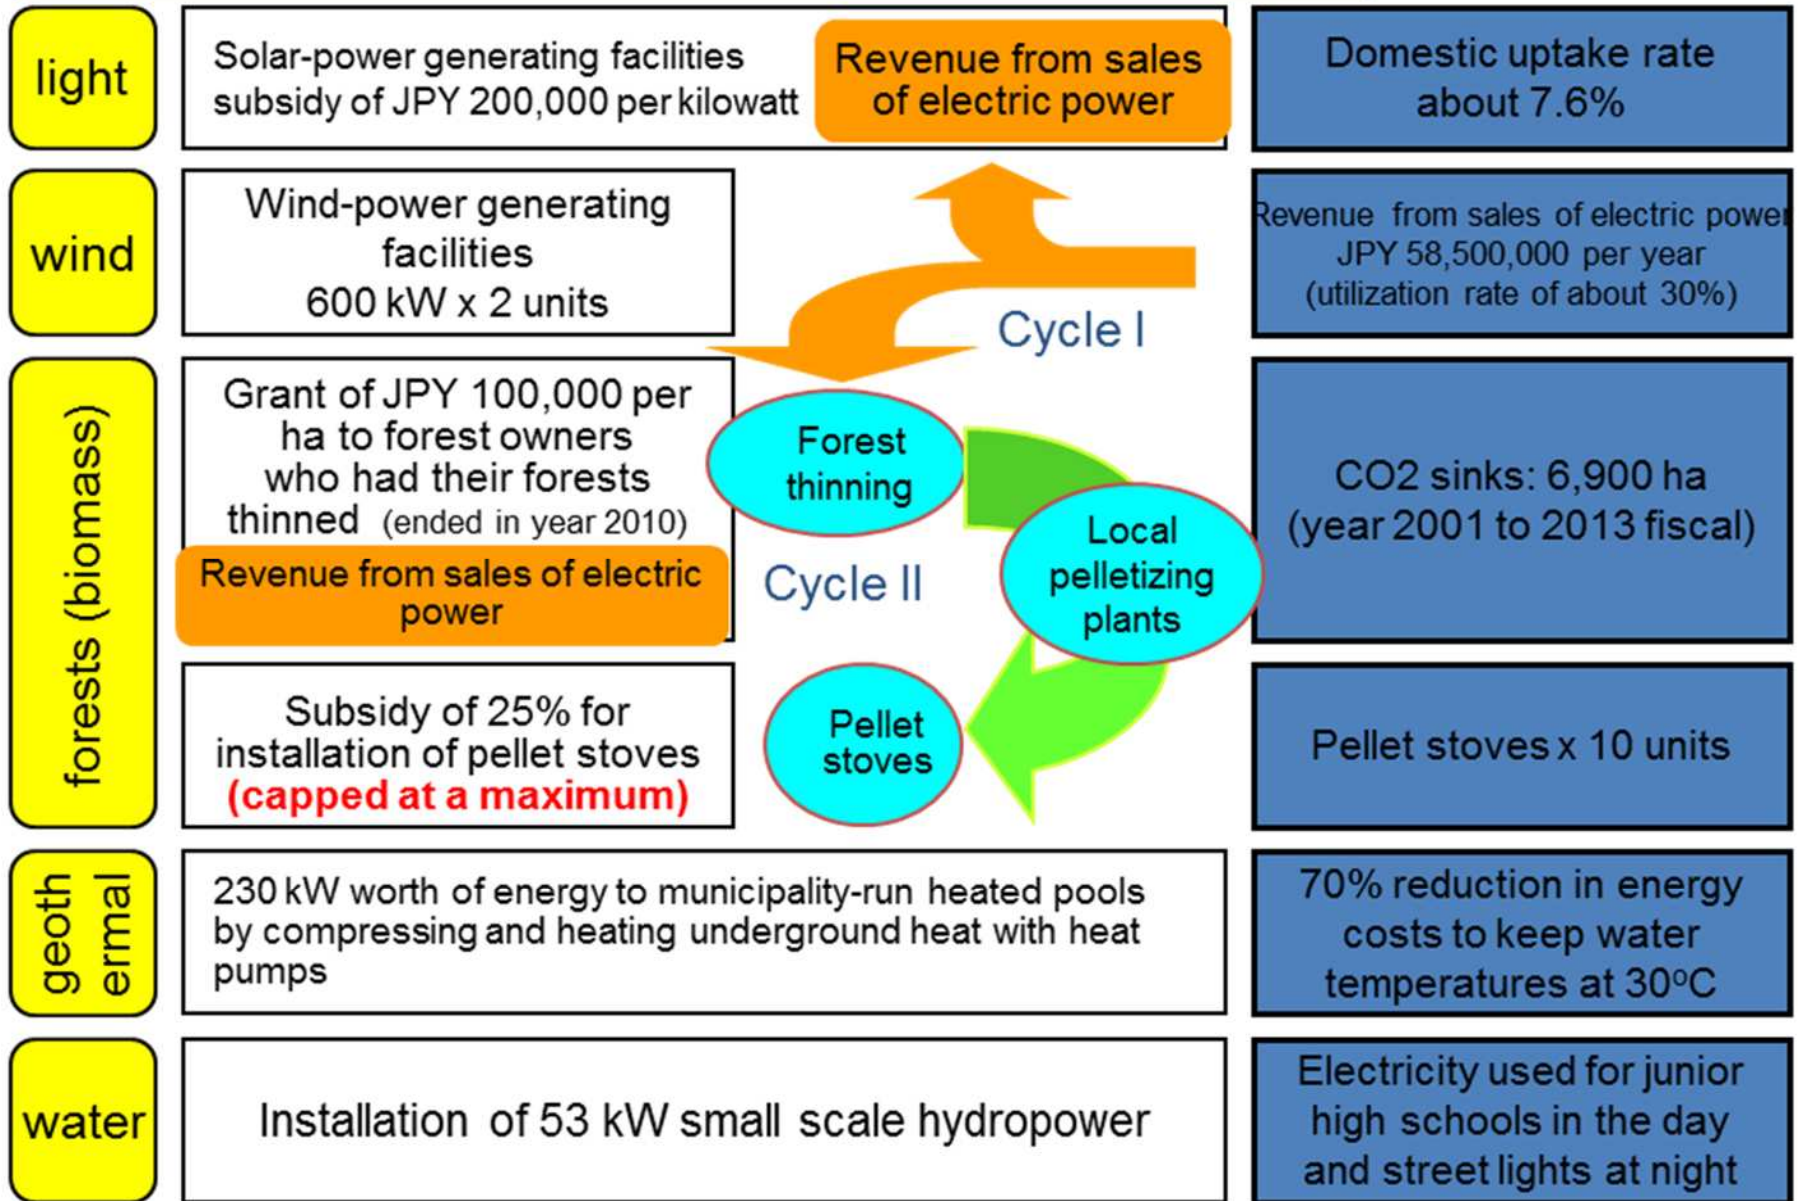 light
Solar-power generating facilities
subsidy of JPY 200,000 per kilowatt
Revenue from sales
of electric power
Domestic uptake rate
about 7.6%
wind
Wind-power generating
facilities
600 kW x 2 units
Cycle I
Revenue from sales of electric power
JPY 58,500,000 per year
(utilization rate of about 30%)
forests (biomass)
Grant of JPY 100,000 per
ha to forest owners
who had their forests
thinned (ended in year 2010)
Revenue from sales of electric
power
Forest
thinning
Cycle II
Local
pelletizing
plants
CO2 sinks: 6,900 ha
(year 2001 to 2013 fiscal)
Subsidy of 25% for
installation of pellet stoves
(capped at a maximum)
Pellet
stoves
Pellet stoves x 10 units
geoth
ermal
230 kW worth of energy to municipality-run heated pools
by compressing and heating underground heat with heat
pumps
70% reduction in energy
costs to keep water
temperatures at 30°C
water
Installation of 53 kW small scale hydropower
Electricity used for junior
high schools in the day
and street lights at night